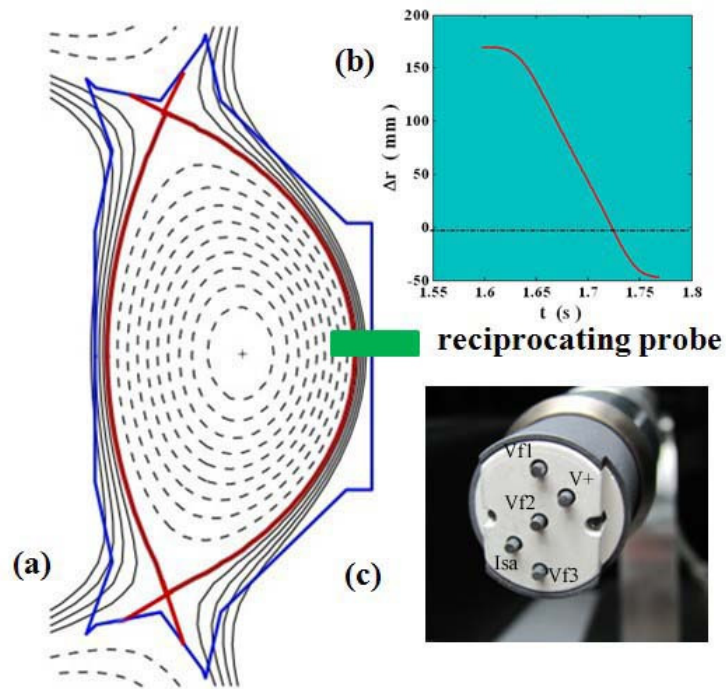 (b)
200
150
100
50
0
-50
Δr ( mm )
1.55 1.6 1.65 1.7 1.75 1.8
t (s)
reciprocating probe
(a)
(c)
Vf1
V+
Vf2
Isa
Vf3